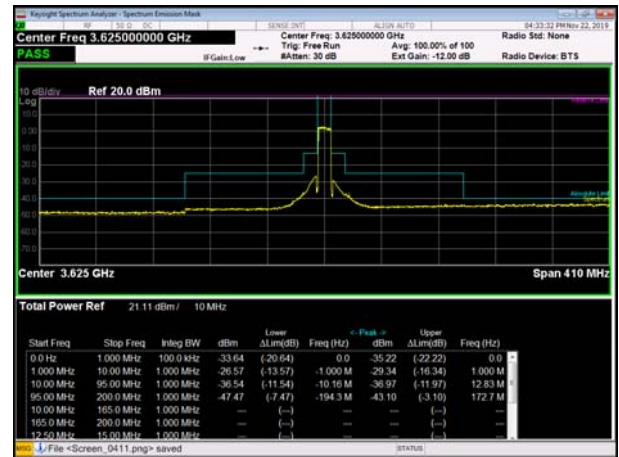 Keysight Spectrum Analyzer - Spectrum Emission Mask
RF 50 Ω DC SENSE:INT ALIGN AUTO 04:33:32 PM Nov 22, 2019
Center Freq 3.625000000 GHz Center Freq: 3.625000000 GHz Radio Std: None
Trig: Free Run Avg: 100.00% of 100
PASS IFGain:Low #Atten: 30 dB Ext Gain: -12.00 dB Radio Device: BTS
10 dB/div Ref 20.0 dBm
Log
10.0
0.00
10.0
20.0
30.0
40.0
Absolute Limit
Spectrum
50.0
60.0
70.0
Center 3.625 GHz Span 410 MHz
Total Power Ref 21.11 dBm / 10 MHz
Lower <- Peak -> Upper
Start Freq Stop Freq Integ BW dBm ΔLim(dB) Freq (Hz) dBm ΔLim(dB) Freq (Hz)
0.0 Hz 1.000 MHz 100.0 kHz -33.64 (-20.64) 0.0 -35.22 (-22.22) 0.0
1.000 MHz 10.00 MHz 1.000 MHz -26.57 (-13.57) -1.000 M -29.34 (-16.34) 1.000 M
10.00 MHz 95.00 MHz 1.000 MHz -36.54 (-11.54) -10.16 M -36.97 (-11.97) 12.83 M
95.00 MHz 200.0 MHz 1.000 MHz -47.47 (-7.47) -194.3 M -43.10 (-3.10) 172.7 M
10.00 MHz 165.0 MHz 1.000 MHz --- (---) --- --- (---) ---
165.0 MHz 200.0 MHz 1.000 MHz --- (---) --- --- (---) ---
12.50 MHz 15.00 MHz 1.000 MHz --- (---) --- --- (---) ---
MSG File <Screen_0411.png> saved STATUS